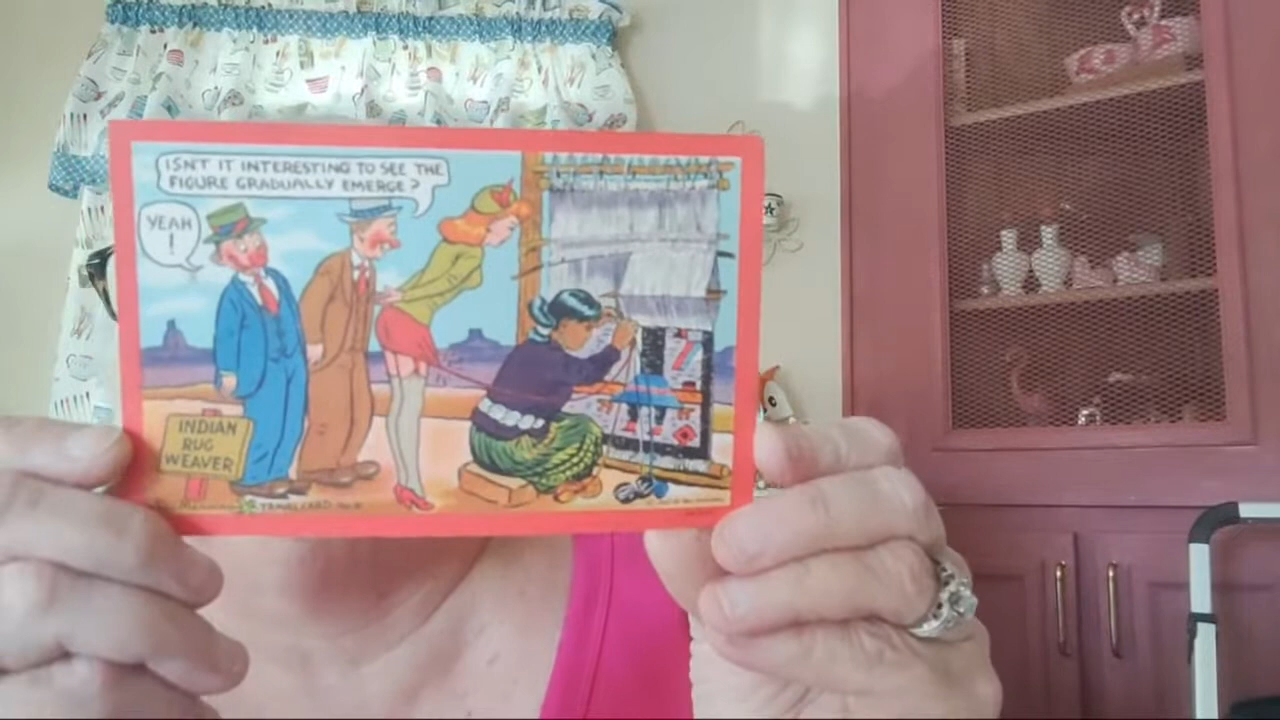 ISN'T IT INTERESTING TO SEE THE
FIGURE GRADUALLY EMERGE?
YEAH
!
INDIAN
RUG
WEAVER